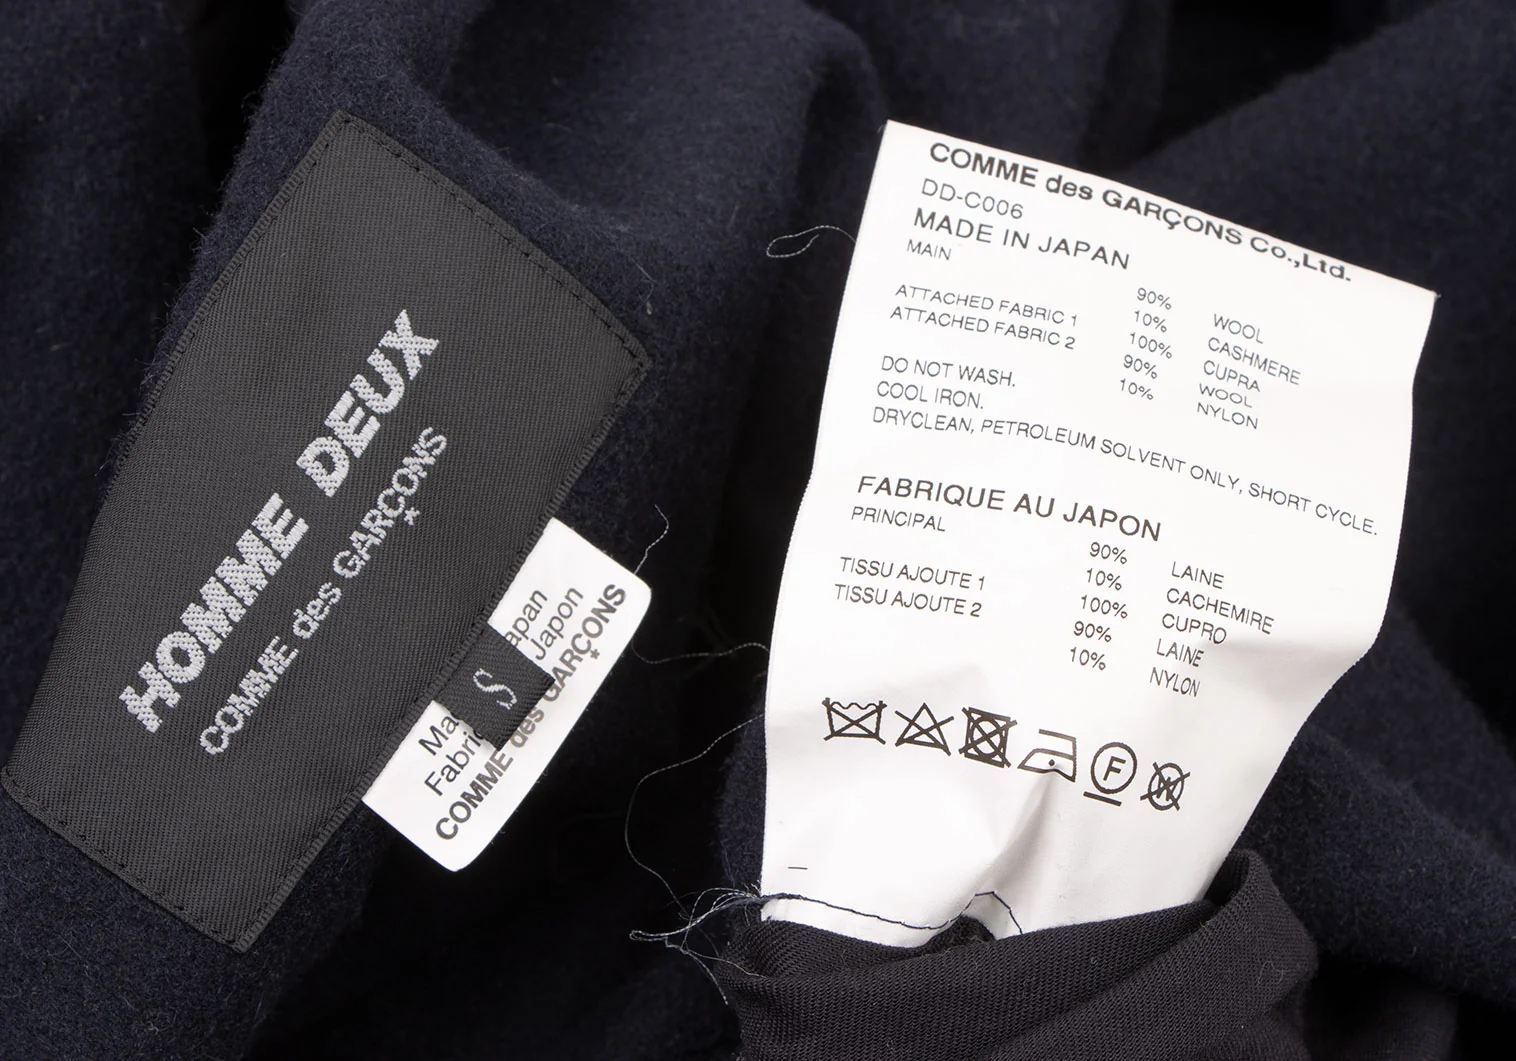 HOMME DEUX
COMME des GARÇONS
S
Ma apan
Fabri Japon
COMME des GARÇONS
COMME des GARÇONS Co.,Ltd.
DD-C006
MADE IN JAPAN
MAIN 90% WOOL
10% CASHMERE
ATTACHED FABRIC 1 100% CUPRA
ATTACHED FABRIC 2 90% WOOL
10% NYLON
DO NOT WASH.
COOL IRON.
DRYCLEAN, PETROLEUM SOLVENT ONLY, SHORT CYCLE.
FABRIQUE AU JAPON
PRINCIPAL 90% LAINE
10% CACHEMIRE
TISSU AJOUTE 1 100% CUPRO
TISSU AJOUTE 2 90% LAINE
10% NYLON
F
W